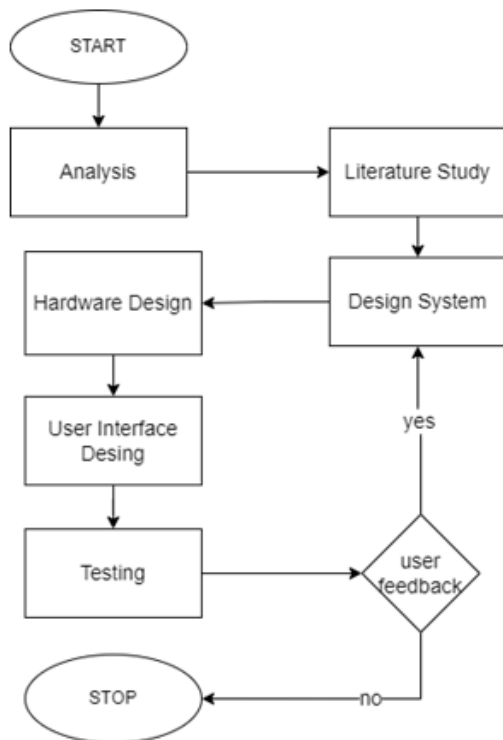 START
Analysis
Literature Study
Hardware Design
Design System
User Interface
Desing
yes
Testing
user
feedback
STOP
no